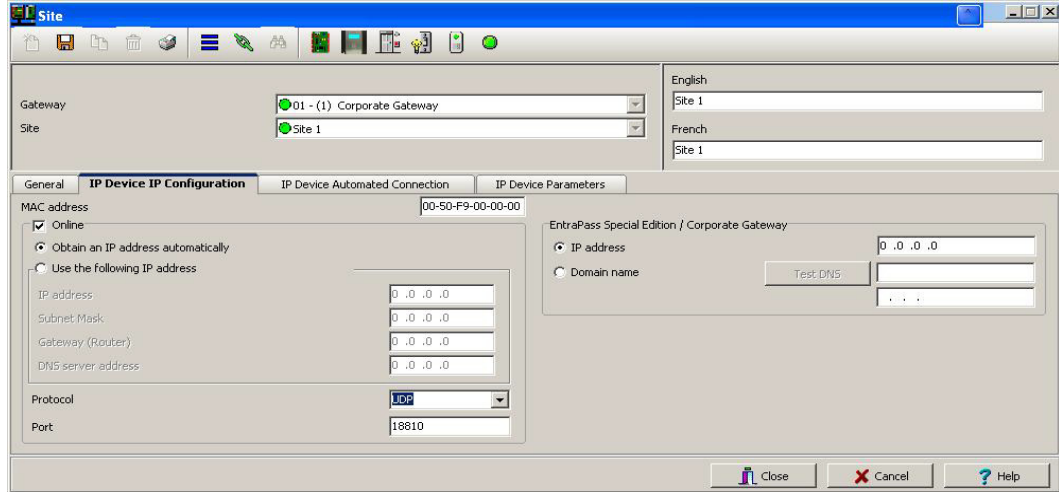 Site
Gateway
01 - (1) Corporate Gateway
Site
Site 1
English
Site 1
French
Site 1
General
IP Device IP Configuration
IP Device Automated Connection
IP Device Parameters
MAC address
00-50-F9-00-00-00
Online
Obtain an IP address automatically
Use the following IP address
IP address
0 .0 .0 .0
Subnet Mask
0 .0 .0 .0
Gateway (Router)
0 .0 .0 .0
DNS server address
0 .0 .0 .0
Protocol
UDP
Port
18810
EntraPass Special Edition / Corporate Gateway
IP address
0 .0 .0 .0
Domain name
Test DNS
. . .
Close
Cancel
? Help